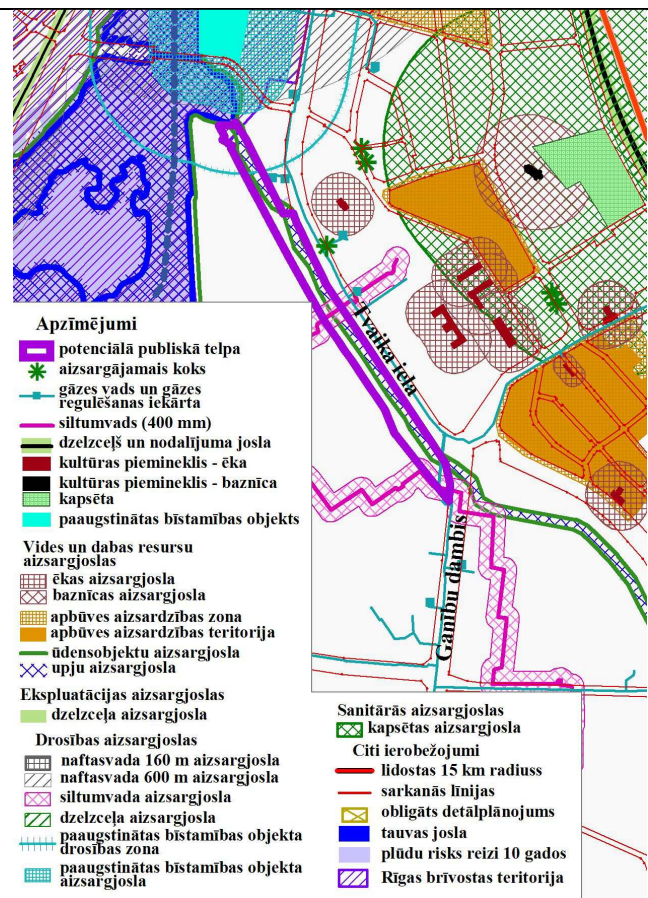 Tvaika iela
Ganību dambis
Apzīmējumi
potenciālā publiskā telpa
aizsargājamais koks
gāzes vads un gāzes
regulēšanas iekārta
siltumvads (400 mm)
dzelzceļš un nodalījuma josla
kultūras piemineklis - ēka
kultūras piemineklis - baznīca
kapsēta
paaugstinātas bīstamības objekts
Vides un dabas resursu
aizsargjoslas
ēkas aizsargjosla
baznīcas aizsargjosla
apbūves aizsardzības zona
apbūves aizsardzības teritorija
ūdensobjektu aizsargjosla
upju aizsargjosla
Ekspluatācijas aizsargjoslas
dzelzceļa aizsargjosla
Drošības aizsargjoslas
naftasvada 160 m aizsargjosla
naftasvada 600 m aizsargjosla
siltumvada aizsargjosla
dzelzceļa aizsargjosla
paaugstinātas bīstamības objekta
drošības zona
paaugstinātas bīstamības objekta
aizsargjosla
Sanitārās aizsargjoslas
kapsētas aizsargjosla
Citi ierobežojumi
lidostas 15 km radiuss
sarkanās līnijas
obligāts detālplānojums
tauvas josla
plūdu risks reizi 10 gados
Rīgas brīvostas teritorija